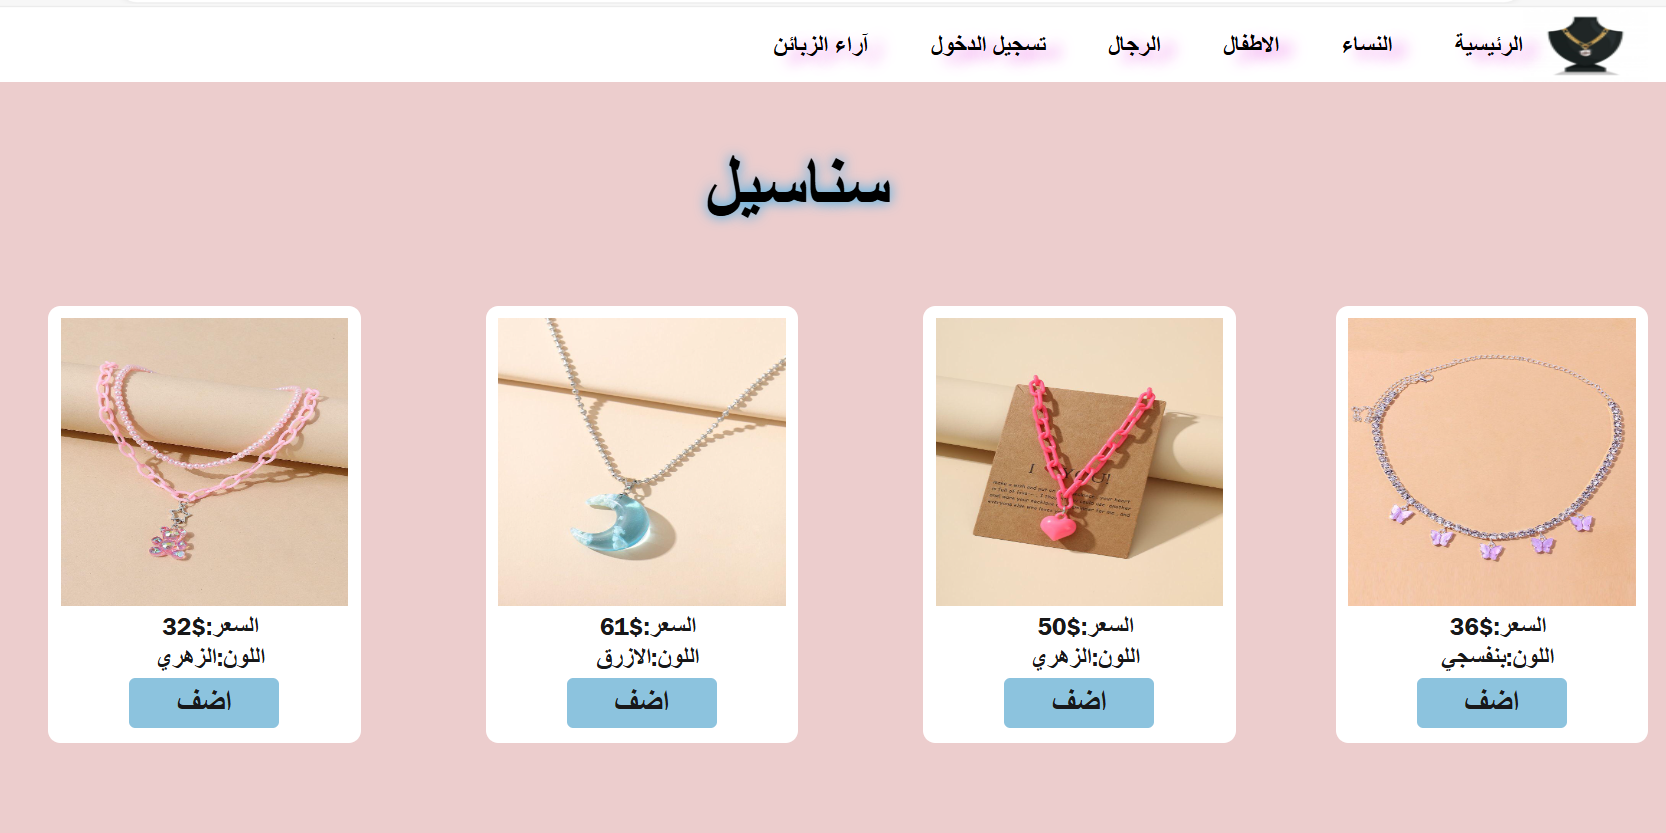 الرئيسية النساء الاطفال الرجال تسجيل الدخول آراء الزبائن
سناسيل
السعر:$36
اللون:بنفسجي
اضف
السعر:$50
اللون:الزهري
اضف
السعر:$61
اللون:الازرق
اضف
السعر:$32
اللون:الزهري
اضف